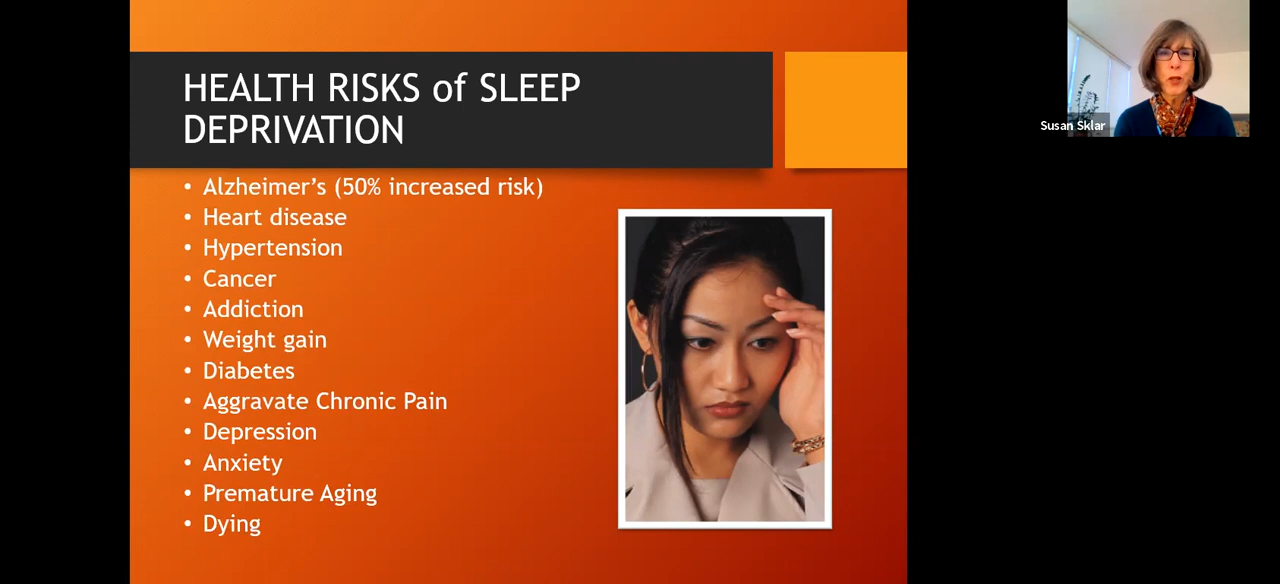 HEALTH RISKS of SLEEP
DEPRIVATION
• Alzheimer’s (50% increased risk)
• Heart disease
• Hypertension
• Cancer
• Addiction
• Weight gain
• Diabetes
• Aggravate Chronic Pain
• Depression
• Anxiety
• Premature Aging
• Dying
Susan Sklar